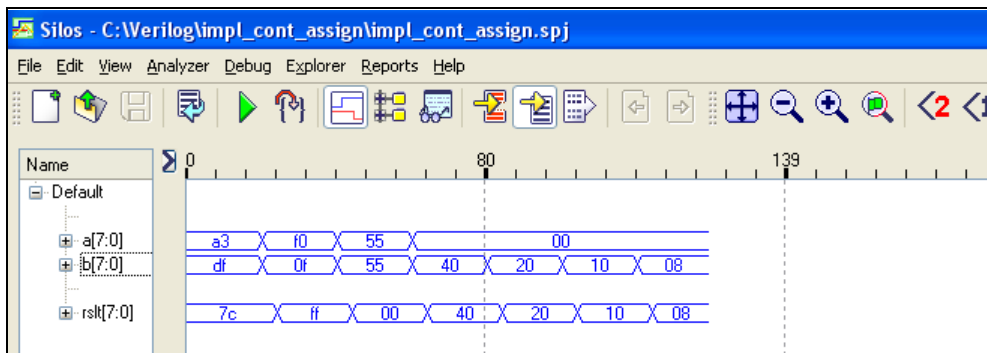 Silos - C:\Verilog\impl_cont_assign\impl_cont_assign.spj
File Edit View Analyzer Debug Explorer Reports Help
2 1
Name 0 80 139
Default
a[7:0] a3 f0 55 00
b[7:0] df 0f 55 40 20 10 08
rslt[7:0] 7c ff 00 40 20 10 08